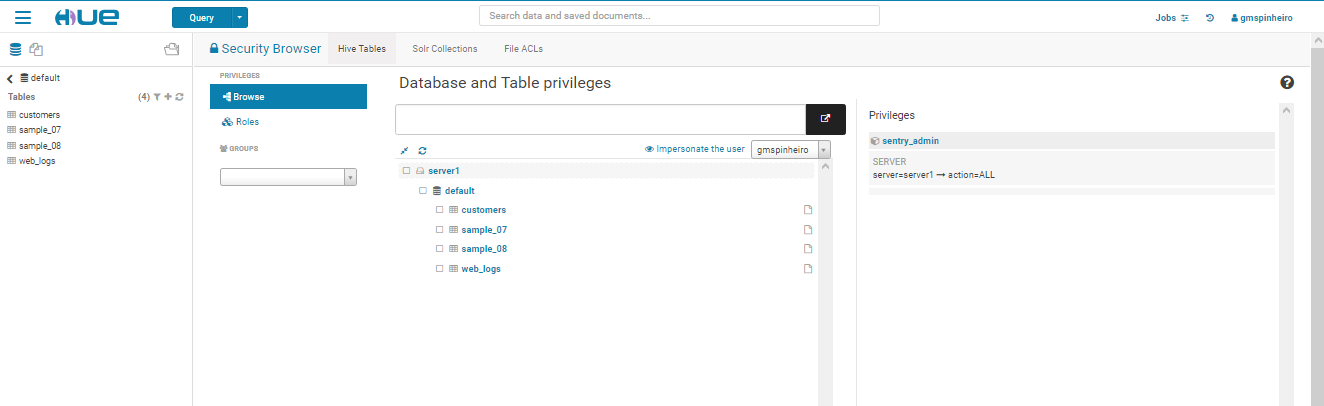 HUE
Query
Search data and saved documents...
Jobs
gmspinheiro
default
Tables
(4)
customers
sample_07
sample_08
web_logs
Security Browser
Hive Tables
Solr Collections
File ACLs
PRIVILEGES
Browse
Roles
GROUPS
Database and Table privileges
Impersonate the user
gmspinheiro
server1
default
customers
sample_07
sample_08
web_logs
Privileges
sentry_admin
SERVER
server=server1 → action=ALL